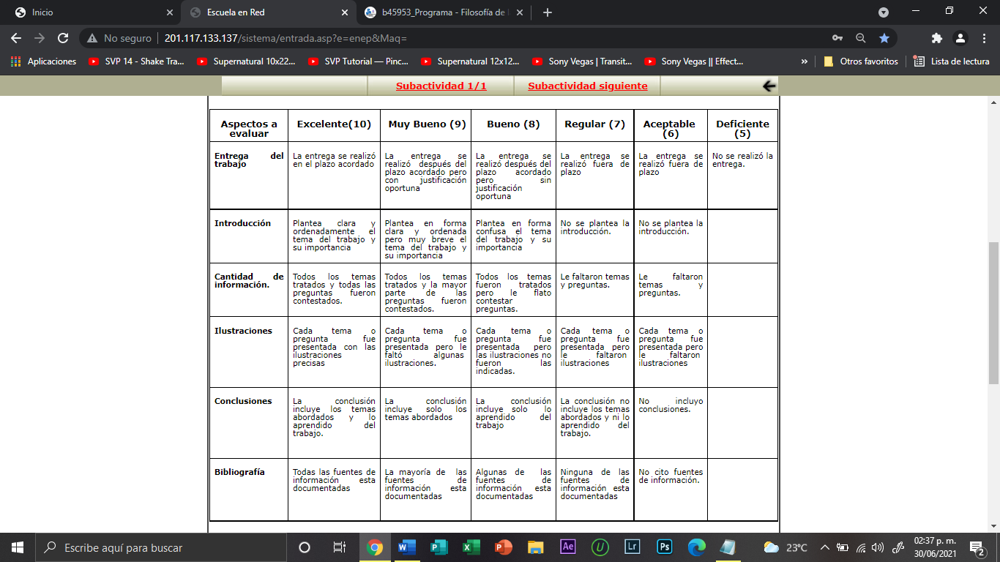 Inicio
Escuela en Red
b45953_Programa - Filosofía de
No seguro
201.117.133.137/sistema/entrada.asp?e=enep&Maq=
Aplicaciones
SVP 14 - Shake Tra...
Supernatural 10x22...
SVP Tutorial — Pinc...
Supernatural 12x12...
Sony Vegas | Transit...
Sony Vegas || Effect...
»
Otros favoritos
Lista de lectura
Subactividad 1/1
Subactividad siguiente
Aspectos a
evaluar
Excelente(10)
Muy Bueno (9)
Bueno (8)
Regular (7)
Aceptable
(6)
Deficiente
(5)
Entrega del
trabajo
La entrega se realizó
en el plazo acordado
La entrega se
realizó después del
plazo acordado pero
con justificación
oportuna
La entrega se
realizó después del
plazo acordado
pero sin
justificación
oportuna
La entrega se
realizó fuera de
plazo
La entrega se
realizó fuera de
plazo
No se realizó la
entrega.
Introducción
Plantea clara y
ordenadamente el
tema del trabajo y
su importancia
Plantea en forma
clara y ordenada
pero muy breve el
tema del trabajo y
su importancia
Plantea en forma
confusa el tema
del trabajo y su
importancia
No se plantea la
introducción.
No se plantea la
introducción.
Cantidad de
información.
Todos los temas
tratados y todas las
preguntas fueron
contestados.
Todos los temas
tratados y la mayor
parte de las
preguntas fueron
contestados.
Todos los temas
fueron tratados
pero le flato
contestar
preguntas.
Le faltaron temas
y preguntas.
Le faltaron
temas y
preguntas.
Ilustraciones
Cada tema o
pregunta fue
presentada con las
ilustraciones
precisas
Cada tema o
pregunta fue
presentada pero le
faltó algunas
ilustraciones.
Cada tema o
pregunta fue
presentada pero
las ilustraciones no
fueron las
indicadas.
Cada tema o
pregunta fue
presentada pero
le faltaron
ilustraciones
Cada tema o
pregunta fue
presentada pero
le faltaron
ilustraciones
Conclusiones
La conclusión
incluye los temas
abordados y lo
aprendido del
trabajo.
La conclusión
incluye solo los
temas abordados
La conclusión
incluye solo lo
aprendido del
trabajo
La conclusión no
incluye los temas
abordados y ni lo
aprendido del
trabajo.
No incluyo
conclusiones.
Bibliografía
Todas las fuentes de
información esta
documentadas
La mayoría de las
fuentes de
información esta
documentadas
Algunas de las
fuentes de
información esta
documentadas
Ninguna de las
fuentes de
información esta
documentadas
No cito fuentes
de información.
Escribe aquí para buscar
Ae
U
Lr
Ps
23°C
02:37 p. m.
30/06/2021
2